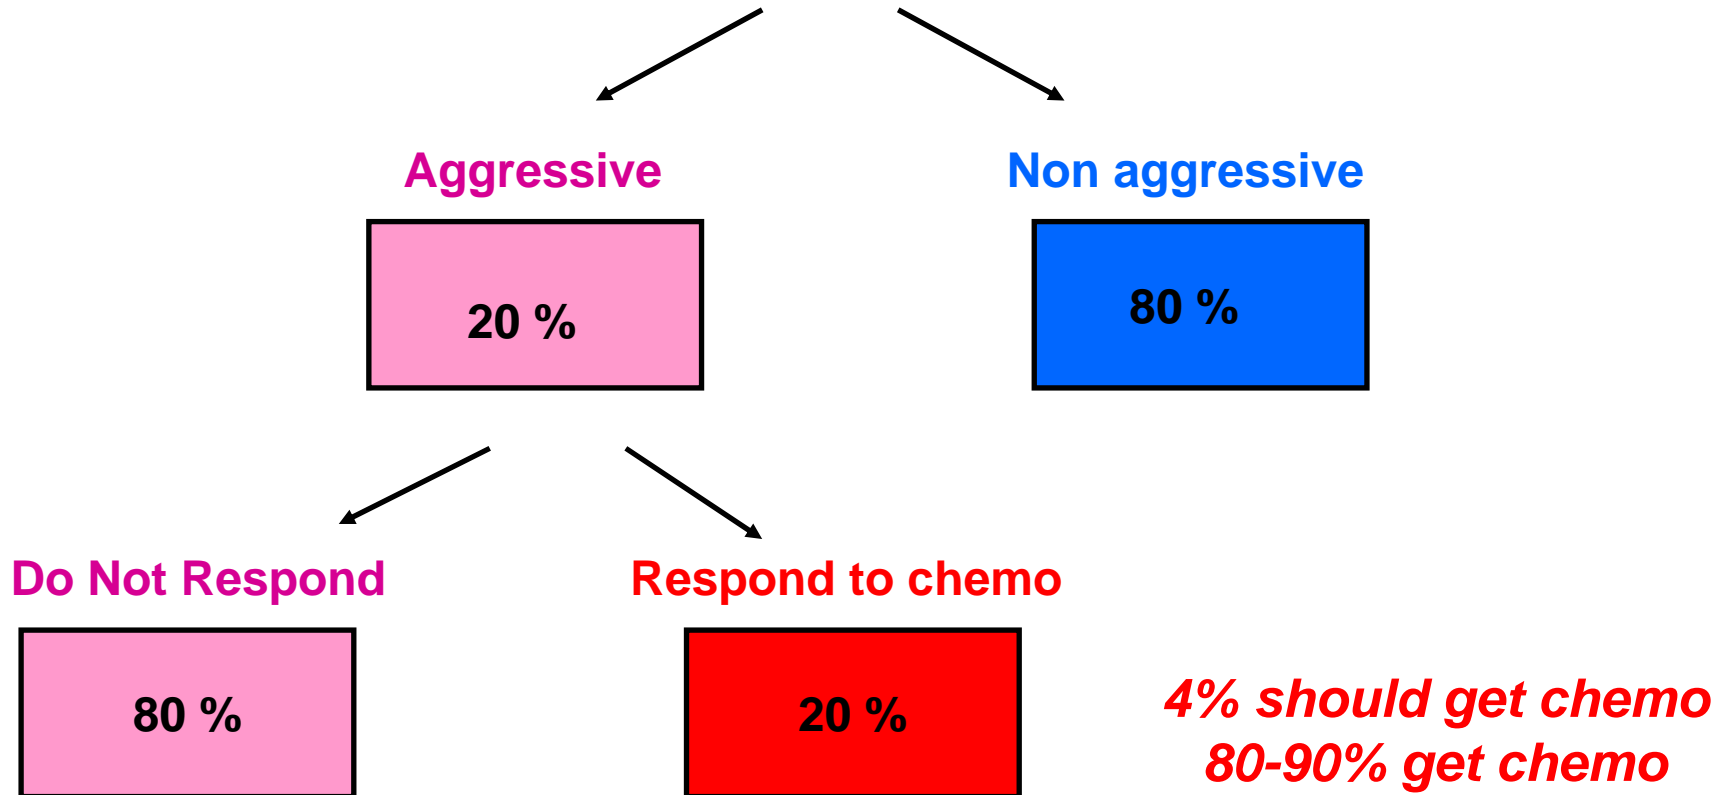 Aggressive
Non aggressive
20 %
80 %
Do Not Respond
Respond to chemo
80 %
20 %
4% should get chemo
80-90% get chemo